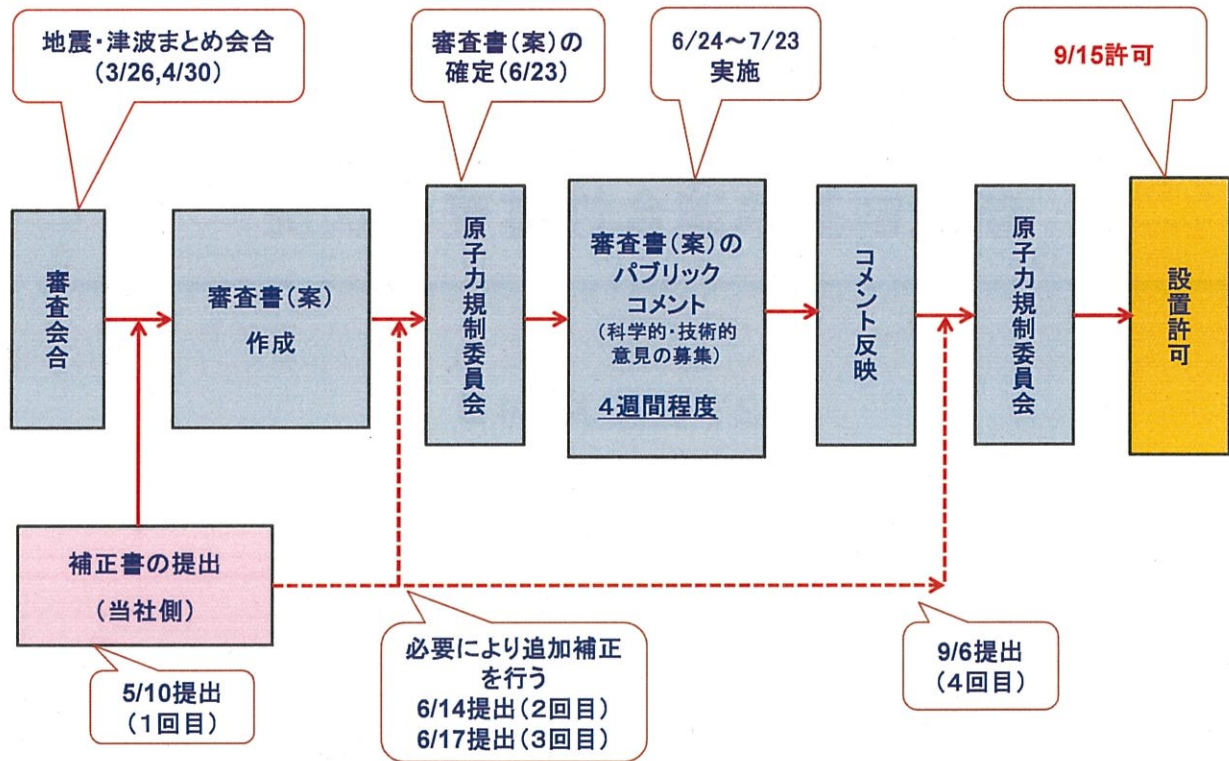 地震・津波まとめ会合
(3/26,4/30)
審査書(案)の
確定(6/23)
6/24～7/23
実施
9/15許可
審査会合
審査書(案)
作成
原子力規制委員会
審査書(案)の
パブリック
コメント
(科学的・技術的
意見の募集)
4週間程度
コメント反映
原子力規制委員会
設置許可
補正書の提出
(当社側)
5/10提出
(1回目)
必要により追加補正
を行う
6/14提出(2回目)
6/17提出(3回目)
9/6提出
(4回目)